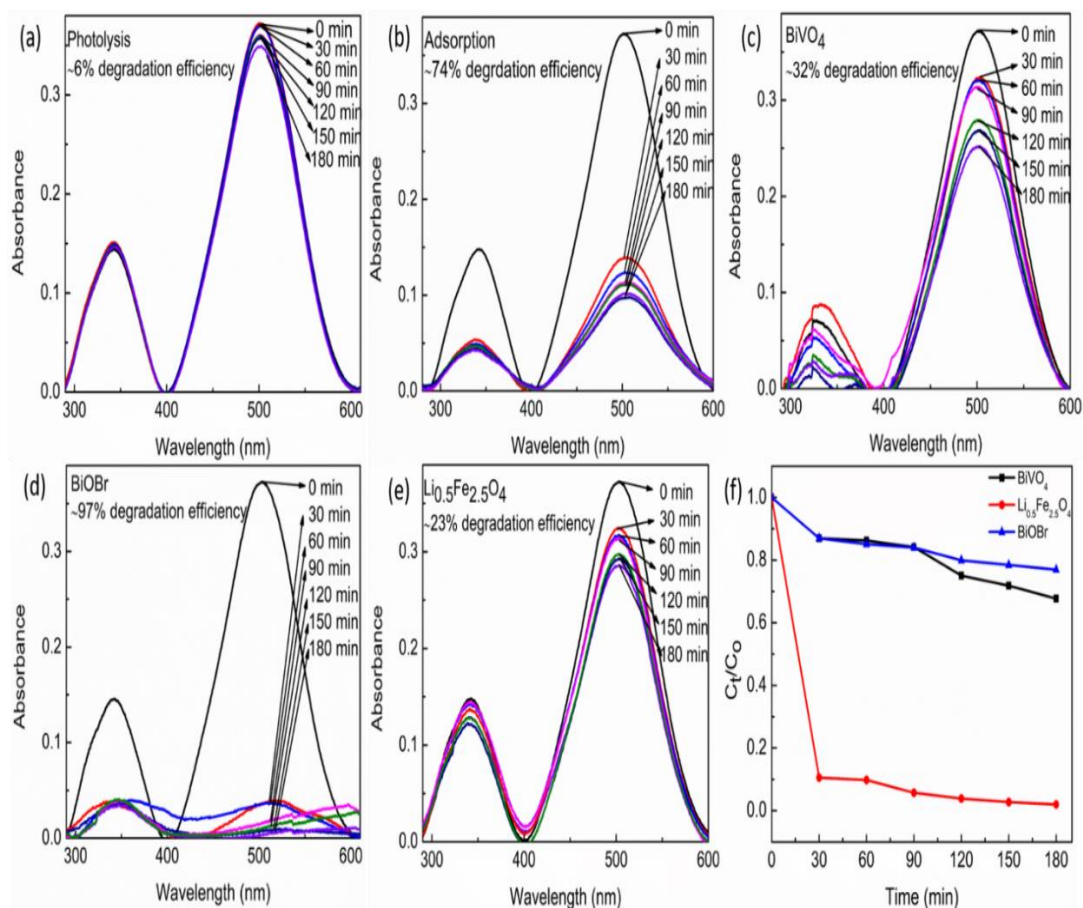 (a)
Photolysis
~6% degradation efficiency
0 min
30 min
60 min
90 min
120 min
150 min
180 min
0.3
0.2
0.1
0.0
Absorbance
300 400 500 600
Wavelength (nm)
(b)
Adsorption
~74% degrdation efficiency
0 min
30 min
60 min
90 min
120 min
150 min
180 min
0.3
0.2
0.1
0.0
Absorbance
300 400 500 600
Wavelength (nm)
(c)
BiVO4
~32% degradation efficiency
0 min
30 min
60 min
90 min
120 min
150 min
180 min
0.3
0.2
0.1
0.0
Absorbance
300 400 500 600
Wavelength (nm)
(d)
BiOBr
~97% degradation efficiency
0 min
30 min
60 min
90 min
120 min
150 min
180 min
0.3
0.2
0.1
0.0
Absorbance
300 400 500 600
Wavelength (nm)
(e)
Li0.5Fe2.5O4
~23% degradation efficiency
0 min
30 min
60 min
90 min
120 min
150 min
180 min
0.3
0.2
0.1
0.0
Absorbance
300 400 500 600
Wavelength (nm)
(f)
BiVO4
Li0.5Fe2.5O4
BiOBr
1.0
0.8
0.6
0.4
0.2
0.0
Ct/Co
0 30 60 90 120 150 180
Time (min)